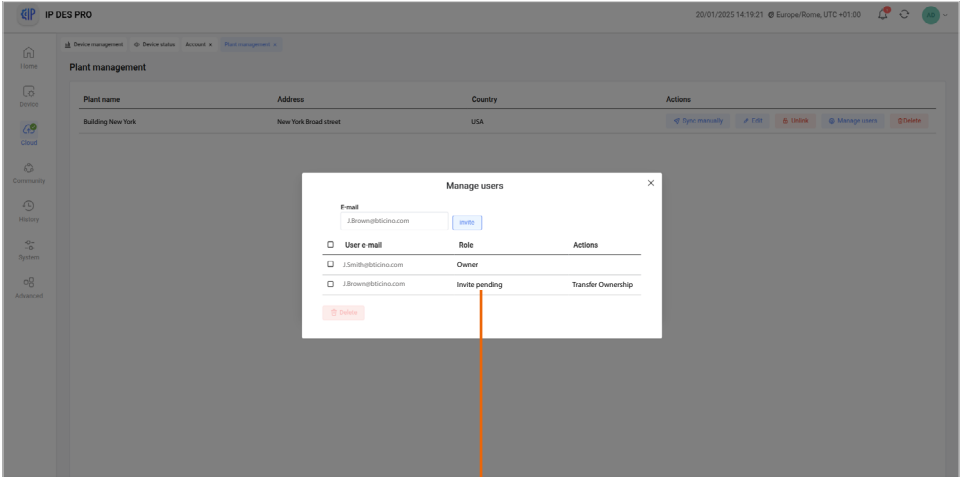 IP DES PRO
20/01/2025 14:19:21 Europe/Rome, UTC +01:00
AB
Device management Device status Account x Plant management x
Home
Plant management
Device
Plant name Address Country Actions
Building New York New York Broad street USA Sync manually Edit Unlink Manage users Delete
Cloud
Community
History
System
Advanced
Manage users
E-mail
J.Brown@bticino.com invite
User e-mail Role Actions
J.Smith@bticino.com Owner
J.Brown@bticino.com Invite pending Transfer Ownership
Delete